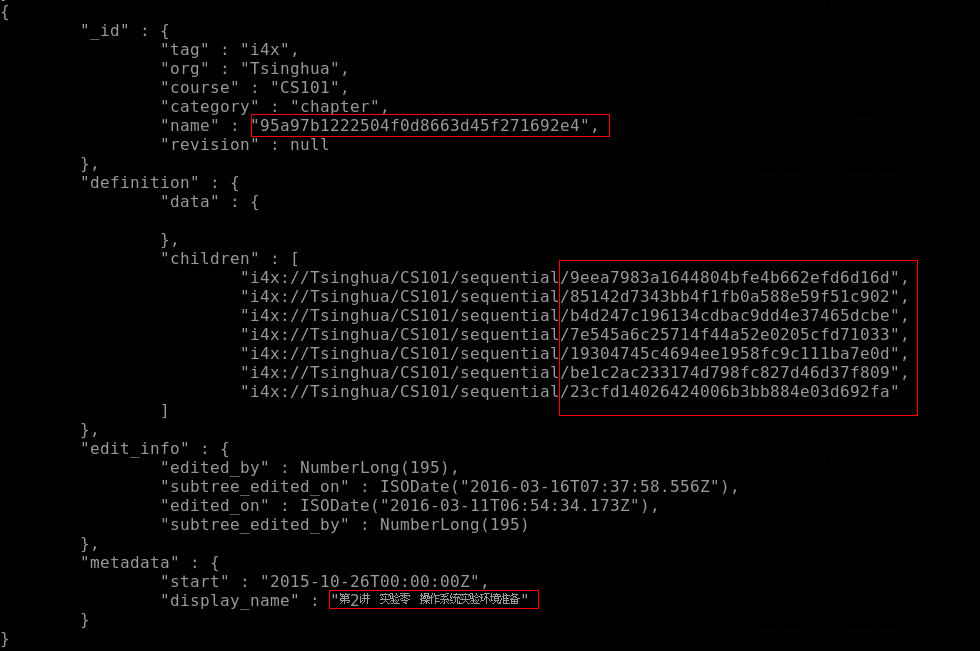 {
"_id" : {
"tag" : "i4x",
"org" : "Tsinghua",
"course" : "CS101",
"category" : "chapter",
"name" : "95a97b1222504f0d8663d45f271692e4",
"revision" : null
},
"definition" : {
"data" : {
},
"children" : [
"i4x://Tsinghua/CS101/sequential/9eea7983a1644804bfe4b662efd6d16d",
"i4x://Tsinghua/CS101/sequential/85142d7343bb4f1fb0a588e59f51c902",
"i4x://Tsinghua/CS101/sequential/b4d247c196134cdbac9dd4e37465dcbe",
"i4x://Tsinghua/CS101/sequential/7e545a6c25714f44a52e0205cfd71033",
"i4x://Tsinghua/CS101/sequential/19304745c4694ee1958fc9c111ba7e0d",
"i4x://Tsinghua/CS101/sequential/be1c2ac233174d798fc827d46d37f809",
"i4x://Tsinghua/CS101/sequential/23cfd14026424006b3bb884e03d692fa"
]
},
"edit_info" : {
"edited_by" : NumberLong(195),
"subtree_edited_on" : ISODate("2016-03-16T07:37:58.556Z"),
"edited_on" : ISODate("2016-03-11T06:54:34.173Z"),
"subtree_edited_by" : NumberLong(195)
},
"metadata" : {
"start" : "2015-10-26T00:00:00Z",
"display_name" : "第2讲 实验零 操作系统实验环境准备"
}
}